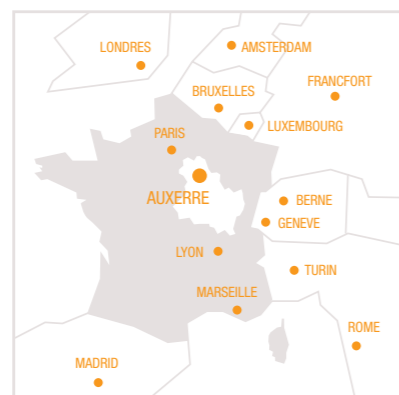 LONDRES
AMSTERDAM
FRANCFORT
BRUXELLES
LUXEMBOURG
PARIS
AUXERRE
BERNE
GENEVE
LYON
TURIN
MARSEILLE
ROME
MADRID